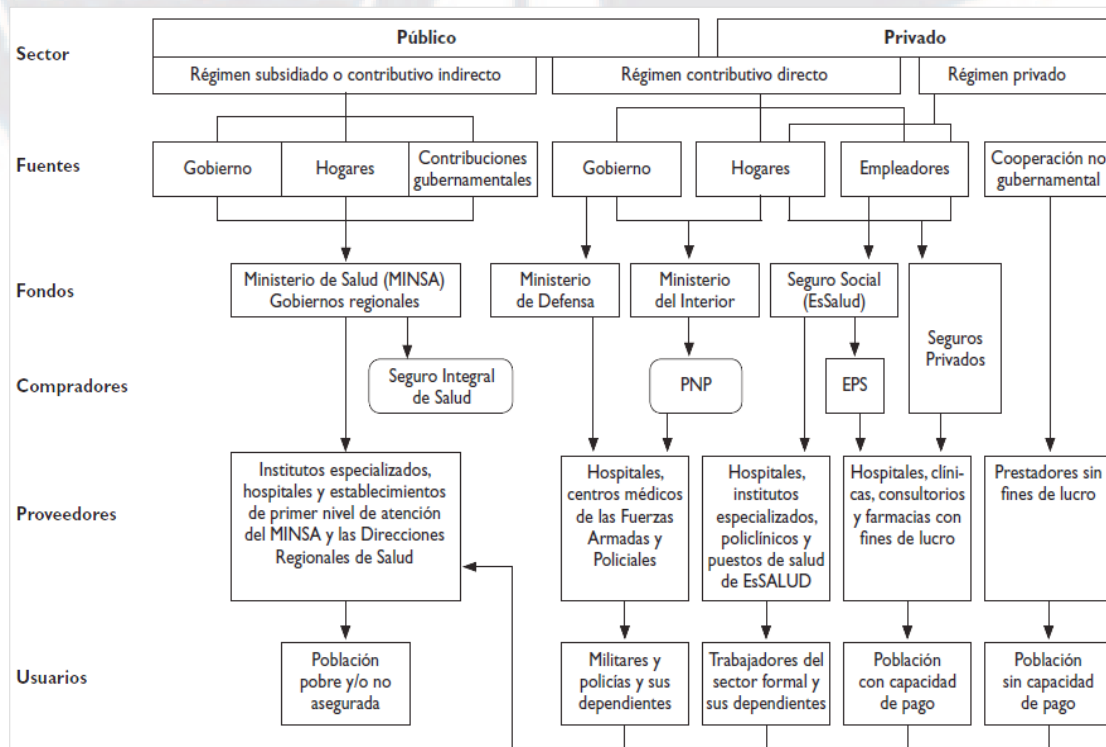 Sector
Público
Privado
Régimen subsidiado o contributivo indirecto
Régimen contributivo directo
Régimen privado
Fuentes
Gobierno
Hogares
Contribuciones
gubernamentales
Gobierno
Hogares
Empleadores
Cooperación no
gubernamental
Fondos
Ministerio de Salud (MINSA)
Gobiernos regionales
Ministerio
de Defensa
Ministerio
del Interior
Seguro Social
(EsSalud)
Seguros
Privados
Compradores
Seguro Integral
de Salud
PNP
EPS
Proveedores
Institutos especializados,
hospitales y establecimientos
de primer nivel de atención
del MINSA y las Direcciones
Regionales de Salud
Hospitales,
centros médicos
de las Fuerzas
Armadas y
Policiales
Hospitales,
institutos
especializados,
policlínicos y
puestos de salud
de EsSALUD
Hospitales, clíni-
cas, consultorios
y farmacias con
fines de lucro
Prestadores sin
fines de lucro
Usuarios
Población
pobre y/o no
asegurada
Militares y
policías y sus
dependientes
Trabajadores del
sector formal y
sus dependientes
Población
con capacidad
de pago
Población
sin capacidad
de pago